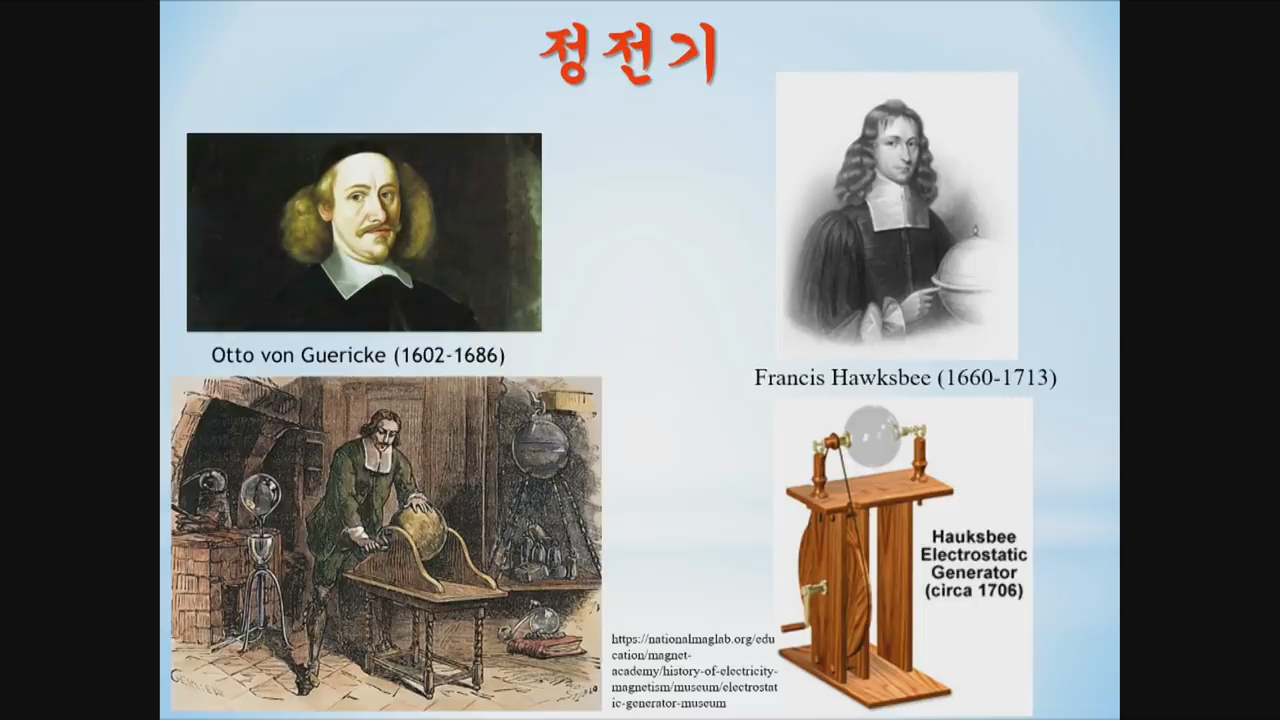 정전기
Otto von Guericke (1602-1686)
Francis Hawksbee (1660-1713)
Hauksbee
Electrostatic
Generator
(circa 1706)
https://nationalmaglab.org/edu
cation/magnet-
academy/history-of-electricity-
magnetism/museum/electrostat
ic-generator-museum